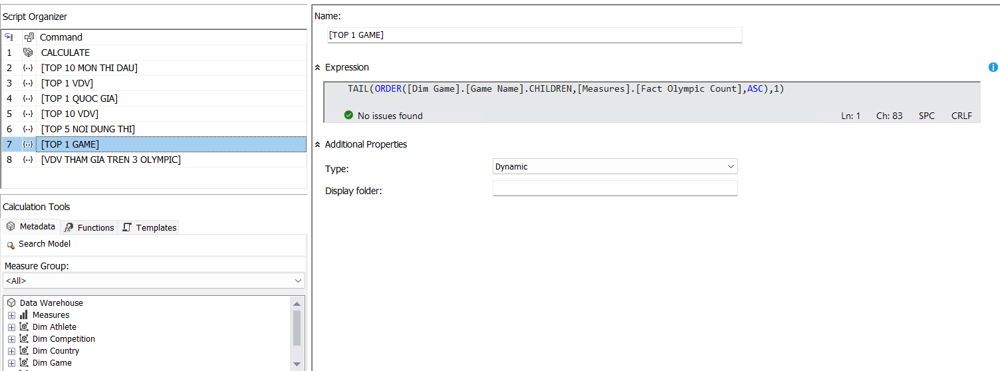 Script Organizer
Command
1 CALCULATE
2 [TOP 10 MON THI DAU]
3 [TOP 1 VDV]
4 [TOP 1 QUOC GIA]
5 [TOP 10 VDV]
6 [TOP 5 NOI DUNG THI]
7 [TOP 1 GAME]
8 [VDV THAM GIA TREN 3 OLYMPIC]
Calculation Tools
Metadata Functions Templates
Search Model
Measure Group:
<All>
Data Warehouse
Measures
Dim Athlete
Dim Competition
Dim Country
Dim Game
Name:
[TOP 1 GAME]
Expression
TAIL(ORDER([Dim Game].[Game Name].CHILDREN,[Measures].[Fact Olympic Count],ASC),1)
No issues found Ln: 1 Ch: 83 SPC CRLF
Additional Properties
Type: Dynamic
Display folder: